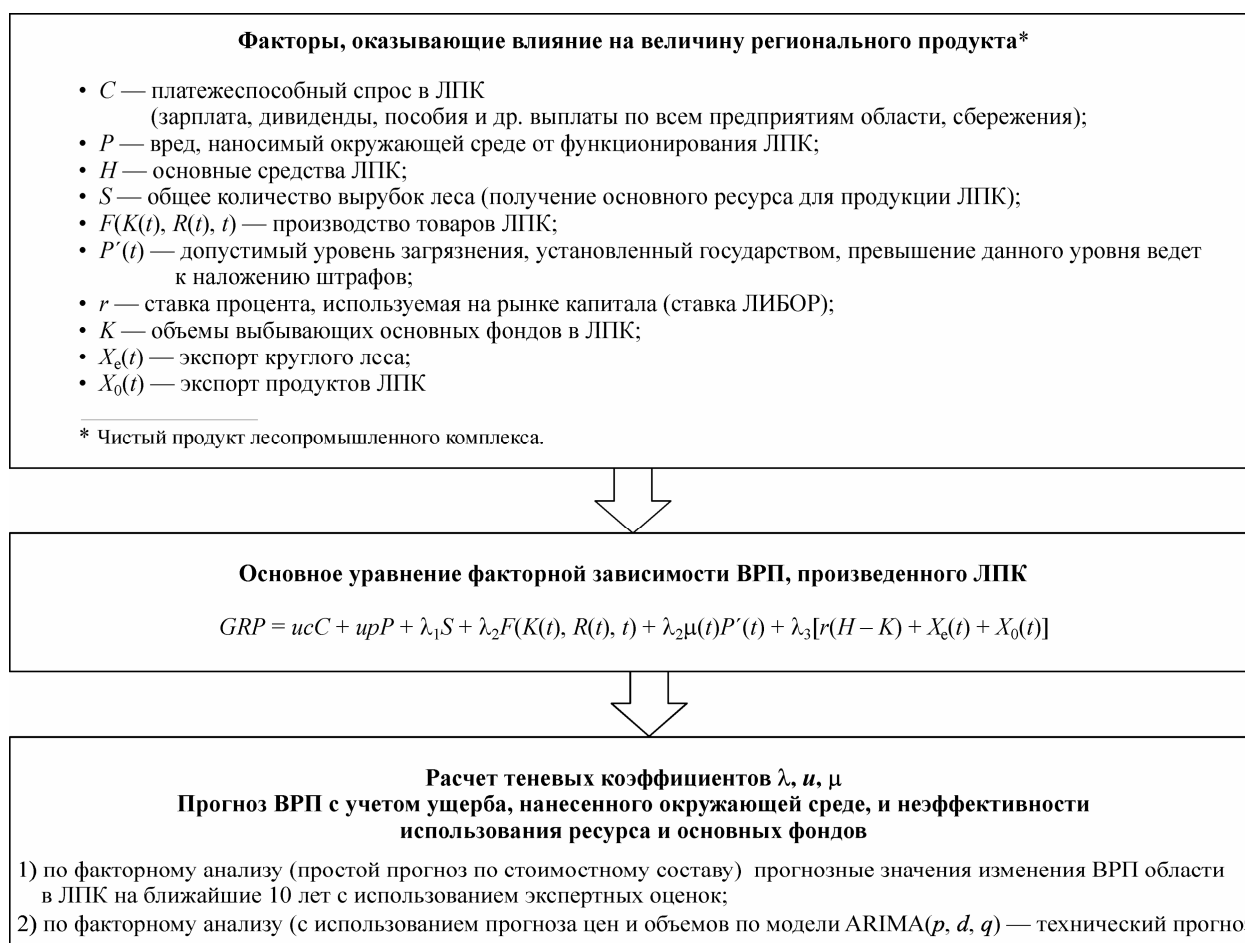 Факторы, оказывающие влияние на величину регионального продукта*
• C — платежеспособный спрос в ЛПК
(зарплата, дивиденды, пособия и др. выплаты по всем предприятиям области, сбережения);
• P — вред, наносимый окружающей среде от функционирования ЛПК;
• H — основные средства ЛПК;
• S — общее количество вырубок леса (получение основного ресурса для продукции ЛПК);
• F(K(t), R(t), t) — производство товаров ЛПК;
• P´(t) — допустимый уровень загрязнения, установленный государством, превышение данного уровня ведет
к наложению штрафов;
• r — ставка процента, используемая на рынке капитала (ставка ЛИБОР);
• K — объемы выбывающих основных фондов в ЛПК;
• Xe(t) — экспорт круглого леса;
• X0(t) — экспорт продуктов ЛПК
* Чистый продукт лесопромышленного комплекса.
Основное уравнение факторной зависимости ВРП, произведенного ЛПК
GRP = ucC + upP + λ1S + λ2F(K(t), R(t), t) + λ2μ(t)P´(t) + λ3[r(H – K) + Xe(t) + X0(t)]
Расчет теневых коэффициентов λ, u, μ
Прогноз ВРП с учетом ущерба, нанесенного окружающей среде, и неэффективности
использования ресурса и основных фондов
1) по факторному анализу (простой прогноз по стоимостному составу) прогнозные значения изменения ВРП области
в ЛПК на ближайшие 10 лет с использованием экспертных оценок;
2) по факторному анализу (с использованием прогноза цен и объемов по модели ARIMA(p, d, q) — технический прогно